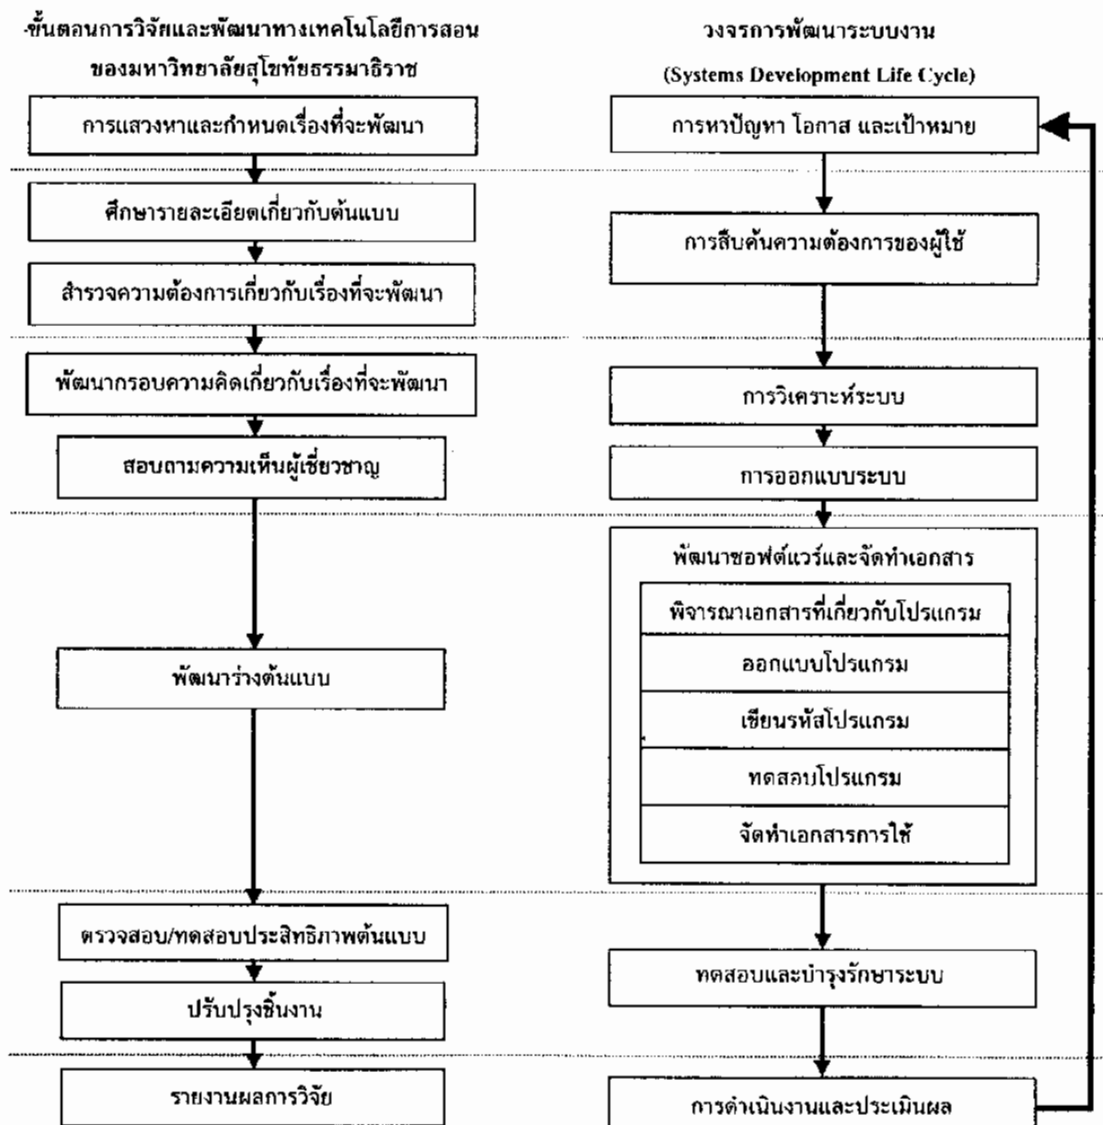 ขั้นตอนการวิจัยและพัฒนาทางเทคโนโลยีการสอน
ของมหาวิทยาลัยสุโขทัยธรรมาธิราช
การแสวงหาและกำหนดเรื่องที่จะพัฒนา
ศึกษารายละเอียดเกี่ยวกับต้นแบบ
สำรวจความต้องการเกี่ยวกับเรื่องที่จะพัฒนา
พัฒนากรอบความคิดเกี่ยวกับเรื่องที่จะพัฒนา
สอบถามความเห็นผู้เชี่ยวชาญ
พัฒนาร่างต้นแบบ
ตรวจสอบ/ทดสอบประสิทธิภาพต้นแบบ
ปรับปรุงชิ้นงาน
รายงานผลการวิจัย
วงจรการพัฒนาระบบงาน
(Systems Development Life Cycle)
การหาปัญหา โอกาส และเป้าหมาย
การสืบค้นความต้องการของผู้ใช้
การวิเคราะห์ระบบ
การออกแบบระบบ
พัฒนาซอฟต์แวร์และจัดทำเอกสาร
พิจารณาเอกสารที่เกี่ยวกับโปรแกรม
ออกแบบโปรแกรม
เขียนรหัสโปรแกรม
ทดสอบโปรแกรม
จัดทำเอกสารการใช้
ทดสอบและบำรุงรักษาระบบ
การดำเนินงานและประเมินผล